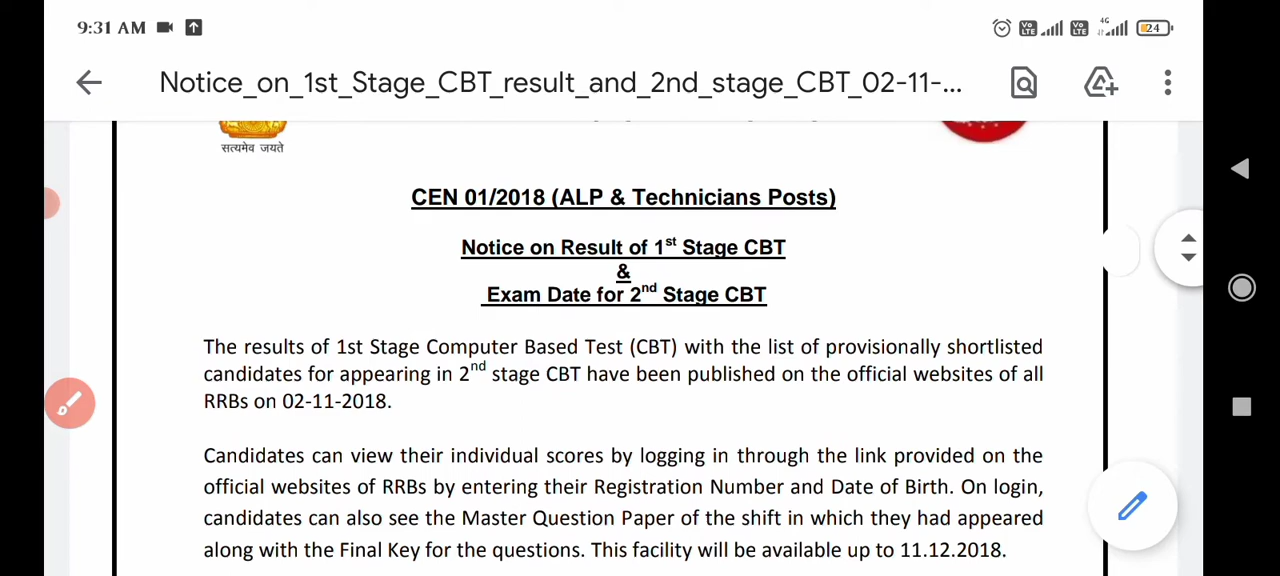 9:31 AM
Vo LTE Vo LTE 4G 24
Notice_on_1st_Stage_CBT_result_and_2nd_stage_CBT_02-11-...
सत्यमेव जयते
CEN 01/2018 (ALP & Technicians Posts)
Notice on Result of 1st Stage CBT
&
Exam Date for 2nd Stage CBT
The results of 1st Stage Computer Based Test (CBT) with the list of provisionally shortlisted
candidates for appearing in 2nd stage CBT have been published on the official websites of all
RRBs on 02-11-2018.
Candidates can view their individual scores by logging in through the link provided on the
official websites of RRBs by entering their Registration Number and Date of Birth. On login,
candidates can also see the Master Question Paper of the shift in which they had appeared
along with the Final Key for the questions. This facility will be available up to 11.12.2018.